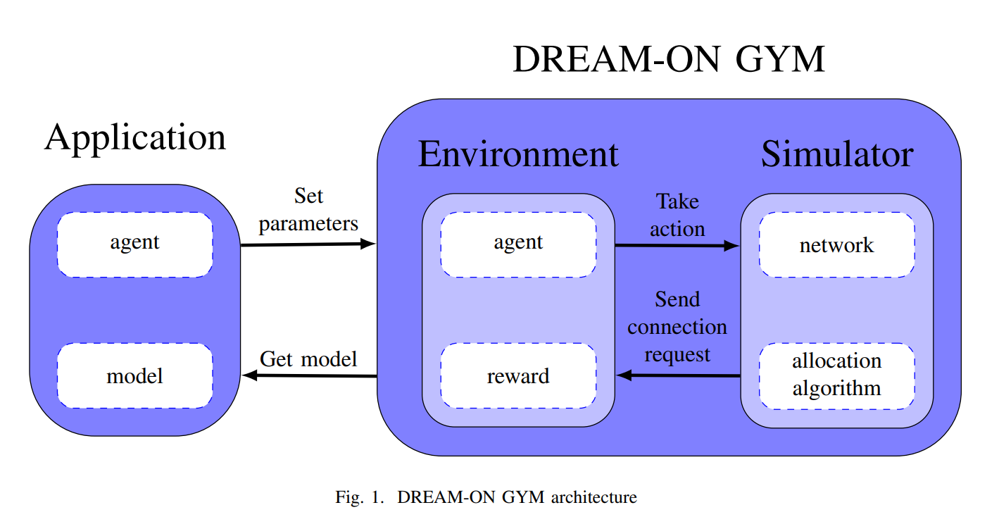 DREAM-ON GYM
Application
agent
model
Set
parameters
Get model
Environment
agent
reward
Take
action
Send
connection
request
Simulator
network
allocation
algorithm
Fig. 1. DREAM-ON GYM architecture